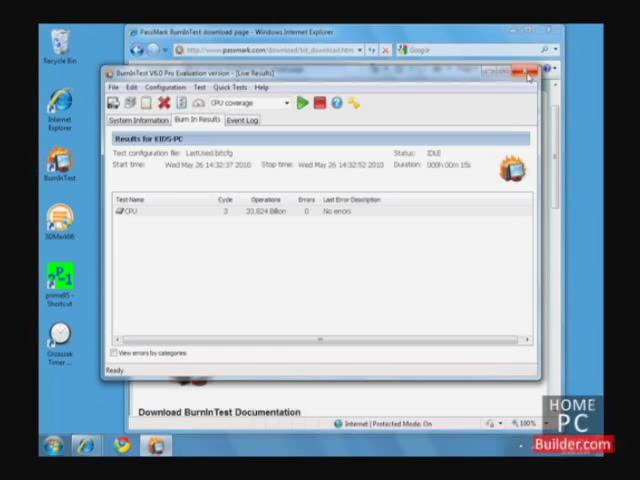 PassMark BurnInTest download page - Windows Internet Explorer
Recycle Bin
http://www.passmark.com/download/bit_download.htm
Google
BurnInTest V6.0 Pro Evaluation version - [Live Results]
File Edit Configuration Test Quick Tests Help
CPU coverage
Internet Explorer
System Information Burn In Results Event Log
Results for KIDS-PC
Test configuration file: LastUsed.bitcfg Status: IDLE
Start time: Wed May 26 14:32:37 2010 Stop time: Wed May 26 14:32:52 2010 Duration: 000h 00m 15s
BurnInTest
Test Name Cycle Operations Errors Last Error Description
CPU 3 33.824 Billion 0 No errors
3DMark06
prime95 - Shortcut
Timer ...
View errors by categories
Ready
Download BurnInTest Documentation
Internet | Protected Mode: On
100%
HOME
PC
Builder.com